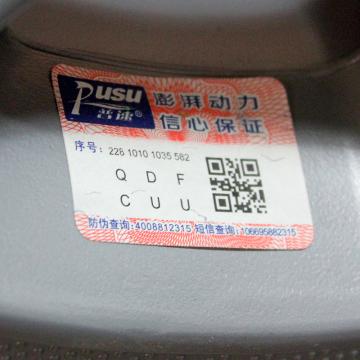 Pusu 澎湃动力
普速® 信心保证
序号: 228 1010 1035 582
Q D F
C U U
防伪查询:4008812315 短信查询:106695882315